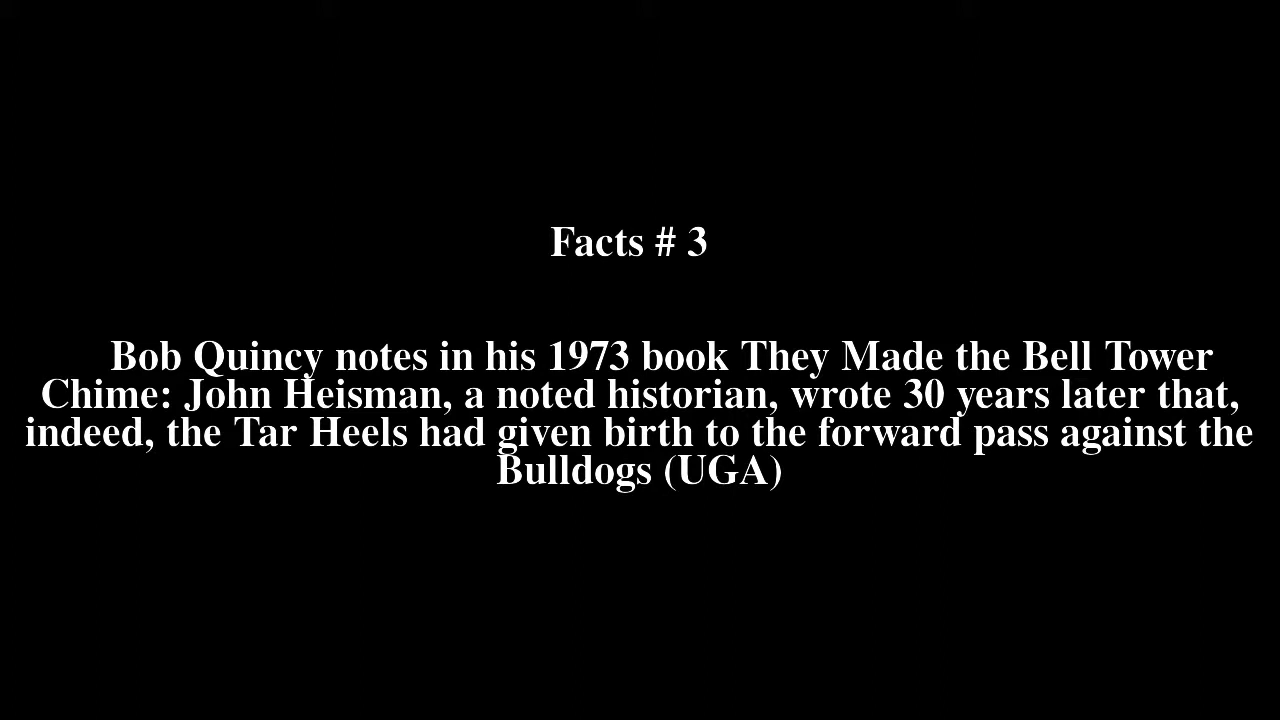 Facts # 3
Bob Quincy notes in his 1973 book They Made the Bell Tower
Chime: John Heisman, a noted historian, wrote 30 years later that,
indeed, the Tar Heels had given birth to the forward pass against the
Bulldogs (UGA)